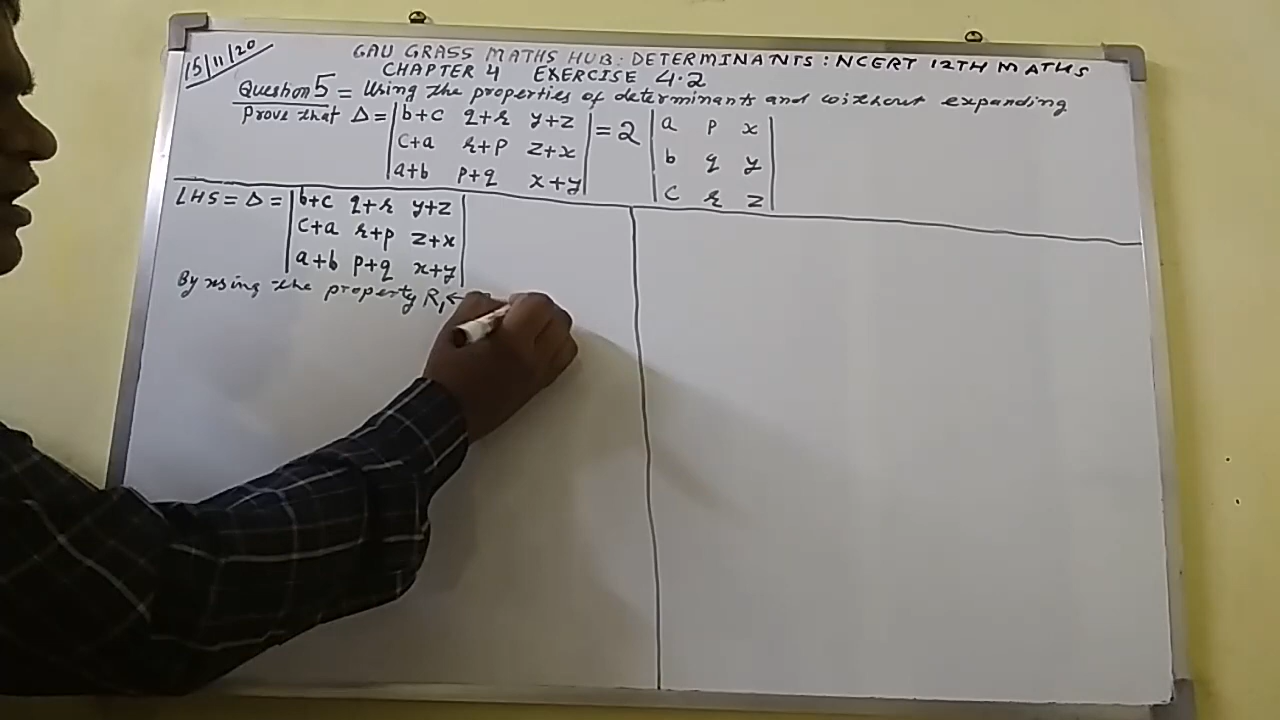 15/11/20
GAU GRASS MATHS HUB: DETERMINANTS: NCERT 12TH MATHS
CHAPTER 4 EXERCISE 4.2
Question 5 = Using the properties of determinants and without expanding
Prove that Δ = | b+c q+r y+z | = 2 | a p x |
| c+a r+p z+x | | b q y |
| a+b p+q x+y | | c r z |
LHS = Δ = | b+c q+r y+z |
| c+a r+p z+x |
| a+b p+q x+y |
By using the property R₁ ←